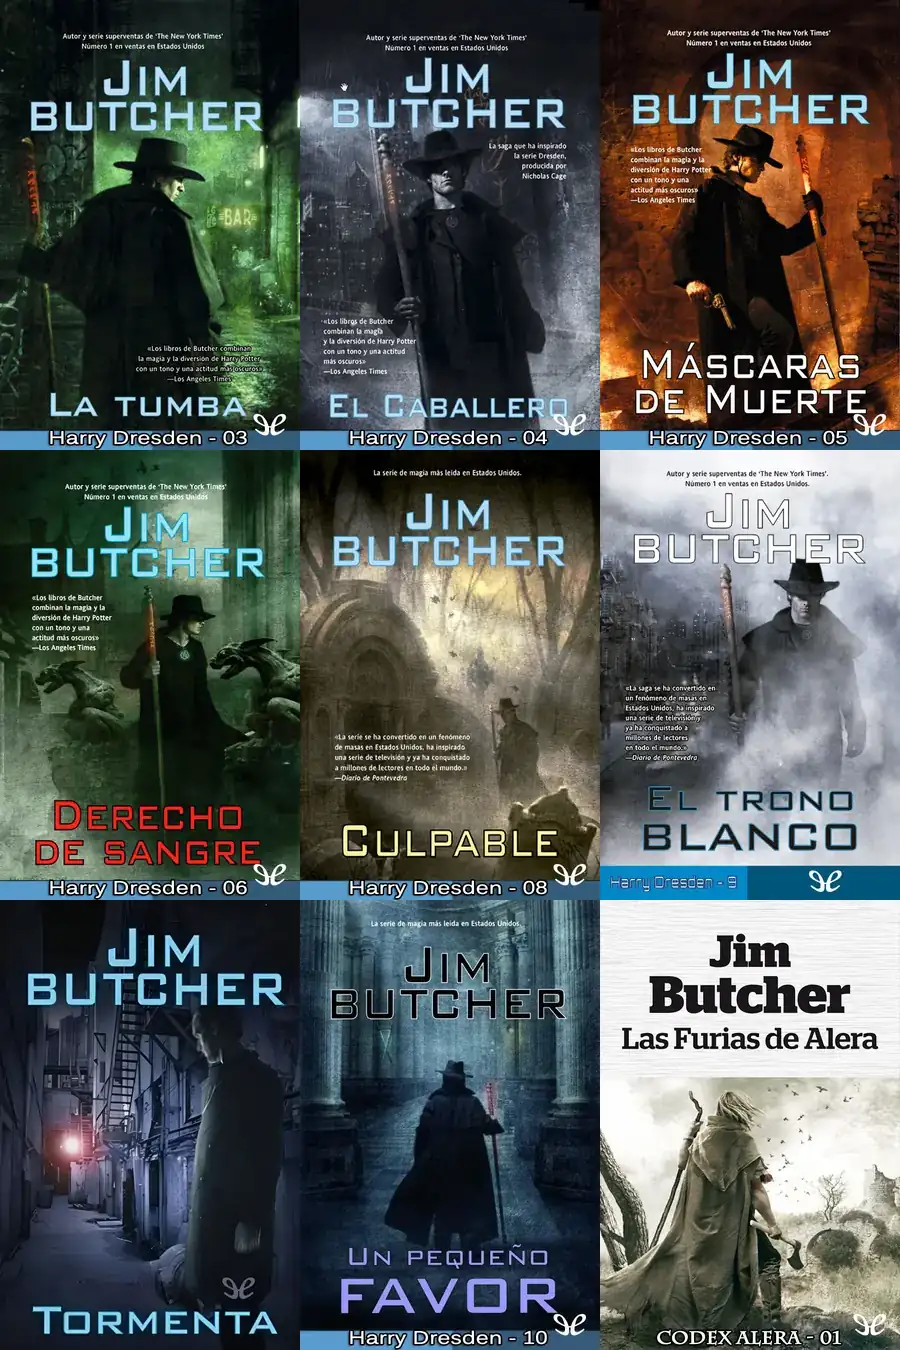 Autor y serie superventas de 'The New York Times'
Número 1 en ventas en Estados Unidos
JIM
BUTCHER
BAR
«Los libros de Butcher combinan
la magia y la diversión de Harry Potter
con un tono y una actitud más oscuros»
—Los Angeles Times
LA TUMBA
Harry Dresden - 03
Autor y serie superventas de 'The New York Times'
Número 1 en ventas en Estados Unidos
JIM
BUTCHER
La saga que ha inspirado
la serie Dresden,
producida por
Nicholas Cage
«Los libros de Butcher
combinan la magia
y la diversión de Harry Potter
con un tono y una actitud
más oscuros»
—Los Angeles Times
EL CABALLERO
Harry Dresden - 04
Autor y serie superventas de 'The New York Times'
Número 1 en ventas en Estados Unidos
JIM
BUTCHER
«Los libros de Butcher
combinan la magia y la
diversión de Harry Potter
con un tono y una
actitud más oscuros»
—Los Angeles Times
MÁSCARAS
DE MUERTE
Harry Dresden - 05
Autor y serie superventas de 'The New York Times'
Número 1 en ventas en Estados Unidos
JIM
BUTCHER
«Los libros de Butcher
combinan la magia y la
diversión de Harry Potter
con un tono y una
actitud más oscuros»
—Los Angeles Times
DERECHO
DE SANGRE
Harry Dresden - 06
La serie de magia más leída en Estados Unidos.
JIM
BUTCHER
«La serie se ha convertido en un fenómeno
de masas en Estados Unidos, ha inspirado
una serie de televisión y ya ha conquistado
a millones de lectores en todo el mundo.»
—Diario de Pontevedra
CULPABLE
Harry Dresden - 08
Autor y serie superventas de 'The New York Times'.
Número 1 en ventas en Estados Unidos.
JIM
BUTCHER
«La saga se ha convertido en
un fenómeno de masas en
Estados Unidos, ha inspirado
una serie de televisión y
ya ha conquistado a
millones de lectores
en todo el mundo.»
—Diario de Pontevedra
EL TRONO
BLANCO
Harry Dresden - 9
JIM
BUTCHER
TORMENTA
La serie de magia más leída en Estados Unidos.
JIM
BUTCHER
UN PEQUEÑO
FAVOR
Harry Dresden - 10
Jim
Butcher
Las Furias de Alera
CODEX ALERA - 01